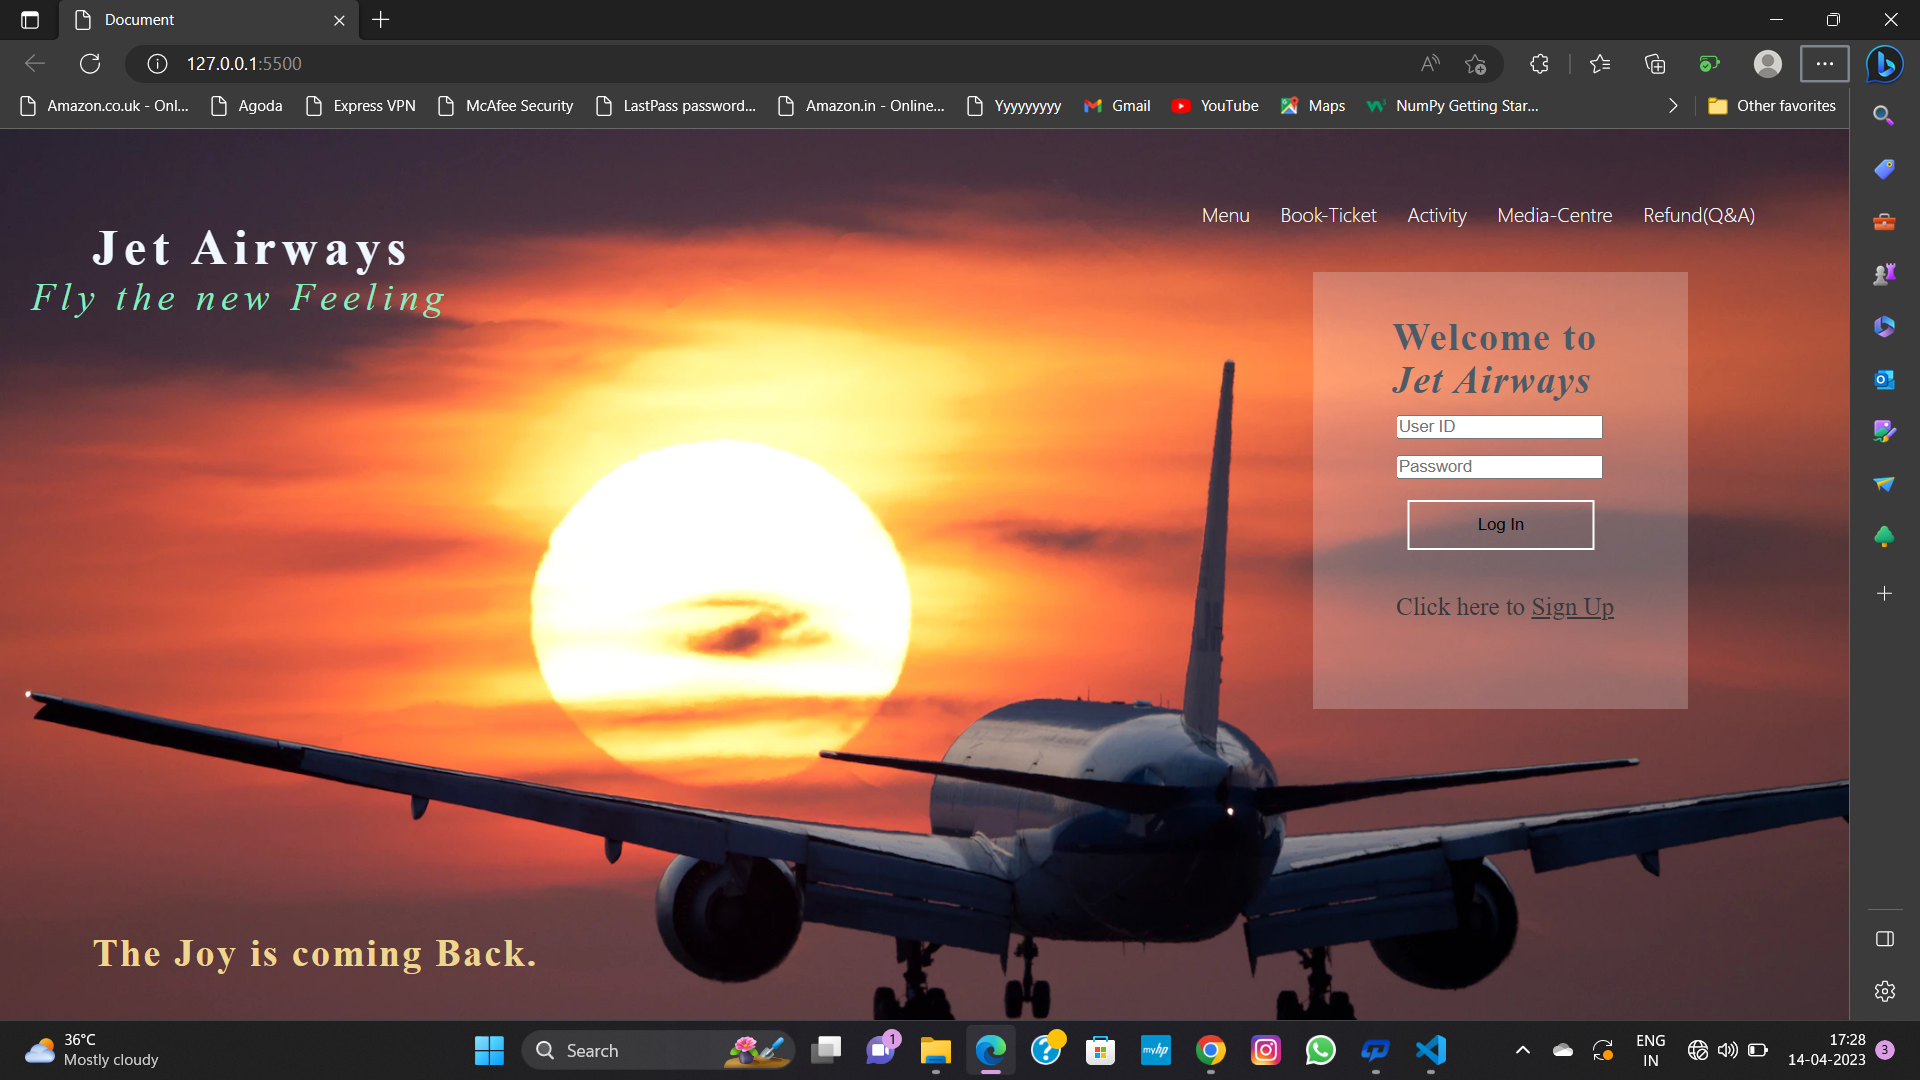 Document
127.0.0.1:5500
Amazon.co.uk - Onl...
Agoda
Express VPN
McAfee Security
LastPass password...
Amazon.in - Online...
Yyyyyyyyy
Gmail
YouTube
Maps
NumPy Getting Star...
Other favorites
Menu
Book-Ticket
Activity
Media-Centre
Refund(Q&A)
Jet Airways
Fly the new Feeling
Welcome to
Jet Airways
User ID
Password
Log In
Click here to Sign Up
The Joy is coming Back.
36°C
Mostly cloudy
Search
1
myhp
ENG
IN
17:28
14-04-2023
3